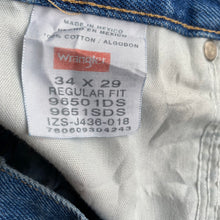 MADE IN MEXICO
HECHO EN MEXICO
100% COTTON / ALGODON
Wrangler
34 X 29
REGULAR FIT
96501DS
9651SDS
IZS-J436-018
760609304243